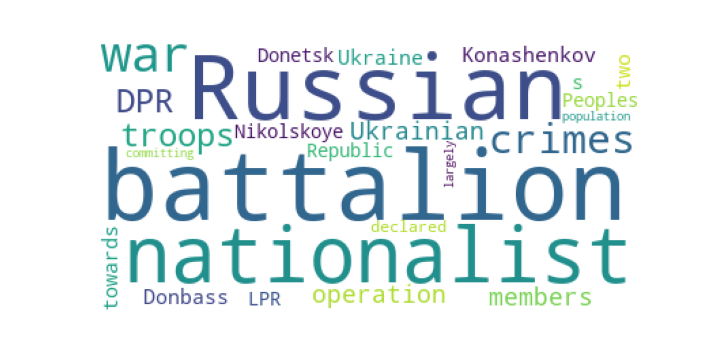 war
Donetsk
Ukraine
Konashenkov
two
DPR
Russian
s
Peoples
population
troops
Nikolskoye
Ukrainian
crimes
committing
Republic
largely
battalion
declared
nationalist
towards
Donbass
LPR
operation
members